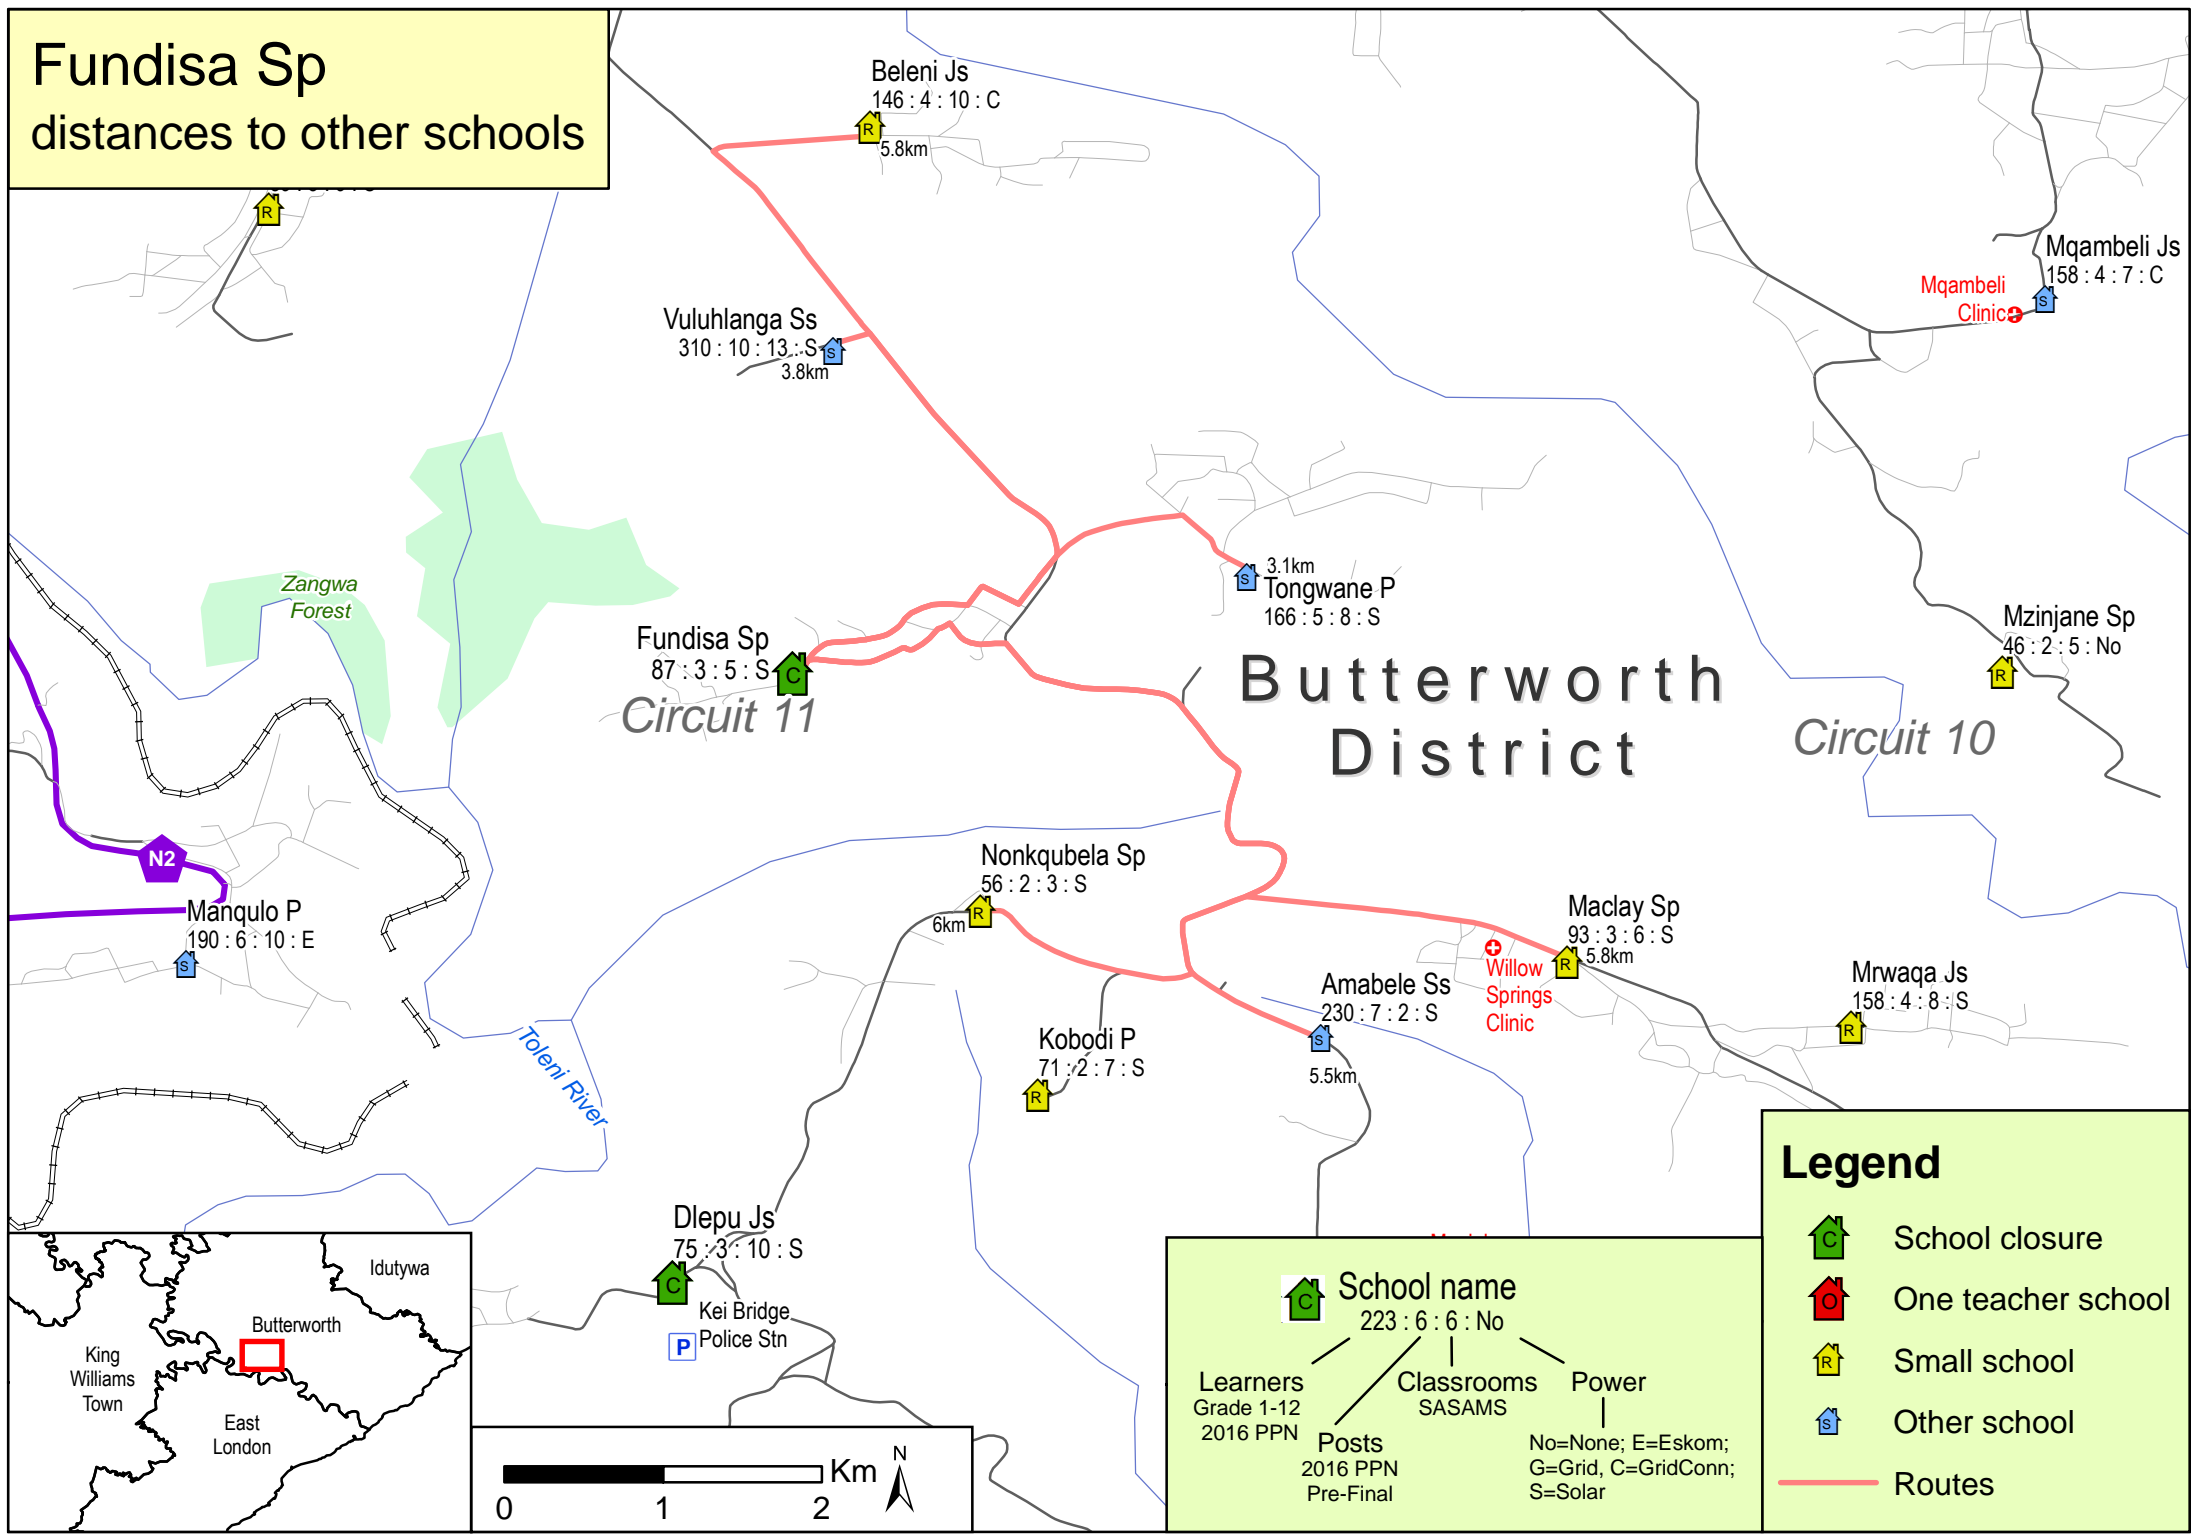 Fundisa Sp
distances to other schools
R
Beleni Js
146 : 4 : 10 : C
R
5.8km
Vuluhlanga Ss
310 : 10 : 13 : S
S
3.8km
Mqambeli Js
158 : 4 : 7 : C
S
Mqambeli
Clinic
Zangwa
Forest
3.1km
S
Tongwane P
166 : 5 : 8 : S
Fundisa Sp
87 : 3 : 5 : S
C
Circuit 11
Butterworth
District
Mzinjane Sp
46 : 2 : 5 : No
R
Circuit 10
N2
Manqulo P
190 : 6 : 10 : E
S
Nonkqubela Sp
56 : 2 : 3 : S
R
6km
Maclay Sp
93 : 3 : 6 : S
R
5.8km
Willow
Springs
Clinic
Amabele Ss
230 : 7 : 2 : S
S
5.5km
Mrwaqa Js
158 : 4 : 8 : S
R
Kobodi P
71 : 2 : 7 : S
R
Toleni River
Dlepu Js
75 : 3 : 10 : S
C
Kei Bridge
Police Stn
P
Idutywa
Butterworth
King
Williams
Town
East
London
Km
0 1 2
N
C
School name
223 : 6 : 6 : No
Learners
Grade 1-12
2016 PPN
Posts
2016 PPN
Pre-Final
Classrooms
SASAMS
Power
No=None; E=Eskom;
G=Grid, C=GridConn;
S=Solar
Legend
C School closure
O One teacher school
R Small school
S Other school
Routes